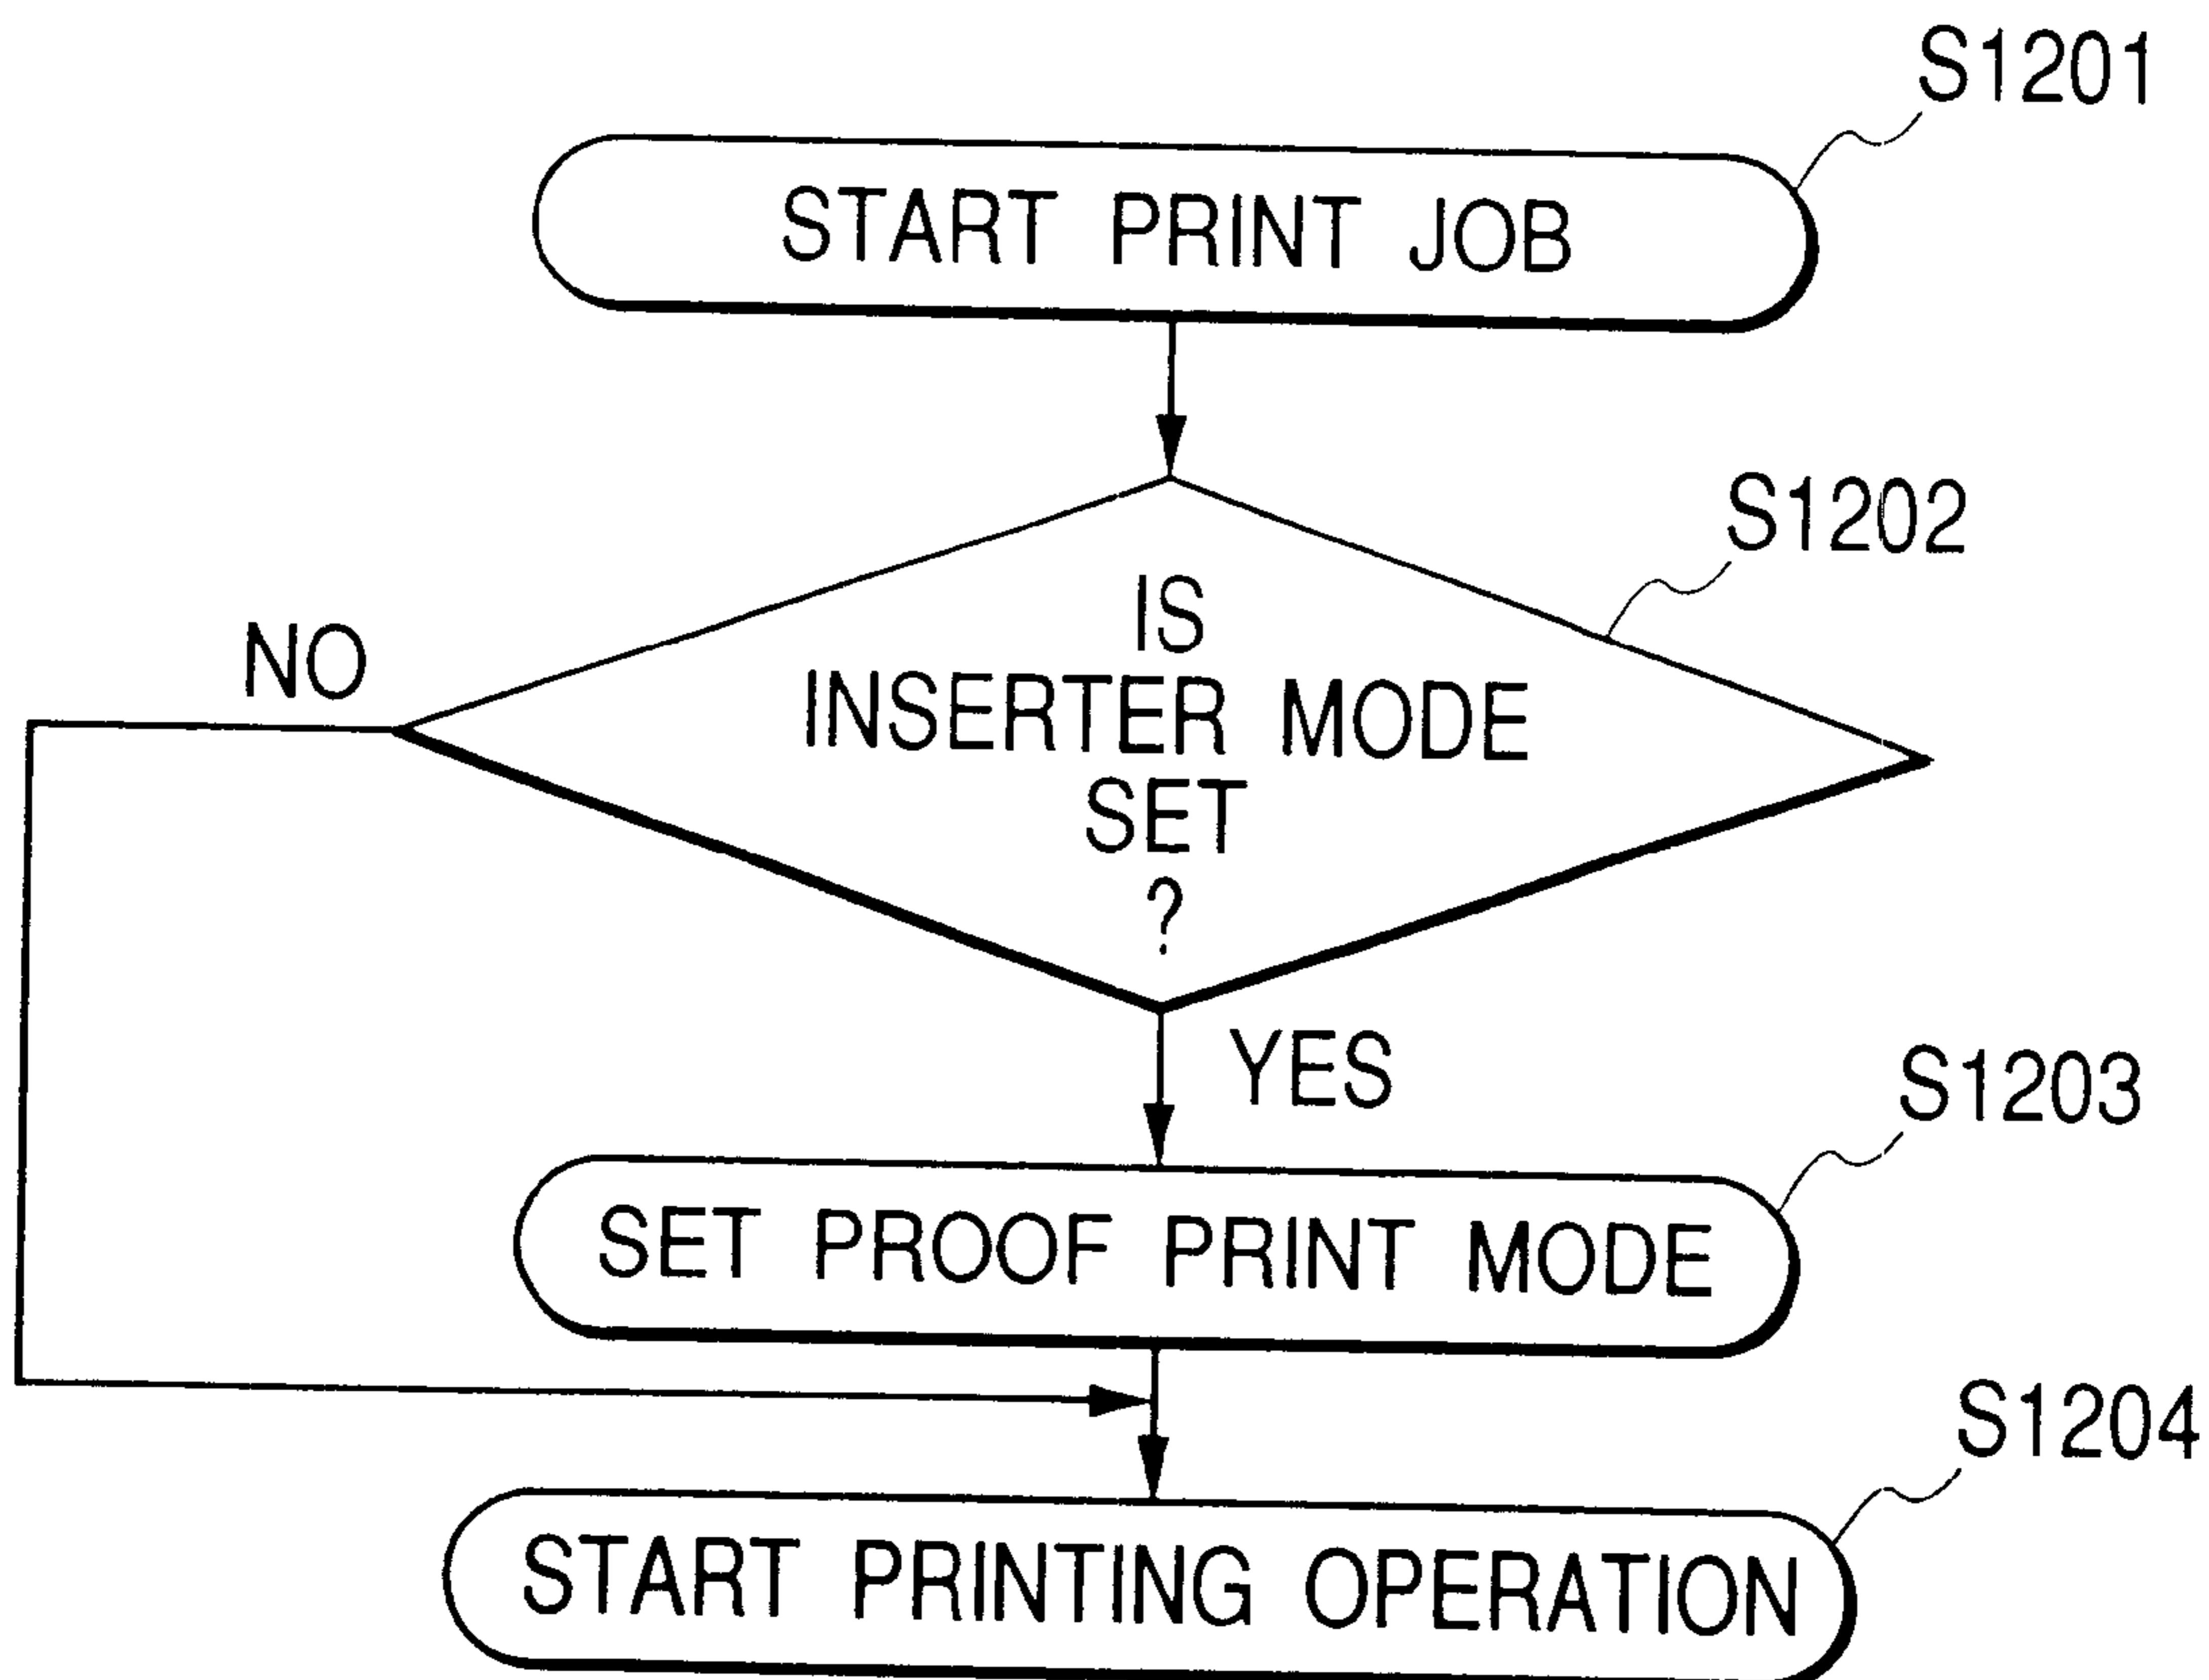 S1201
START PRINT JOB
S1202
IS
INSERTER MODE
SET
?
NO
YES
S1203
SET PROOF PRINT MODE
S1204
START PRINTING OPERATION